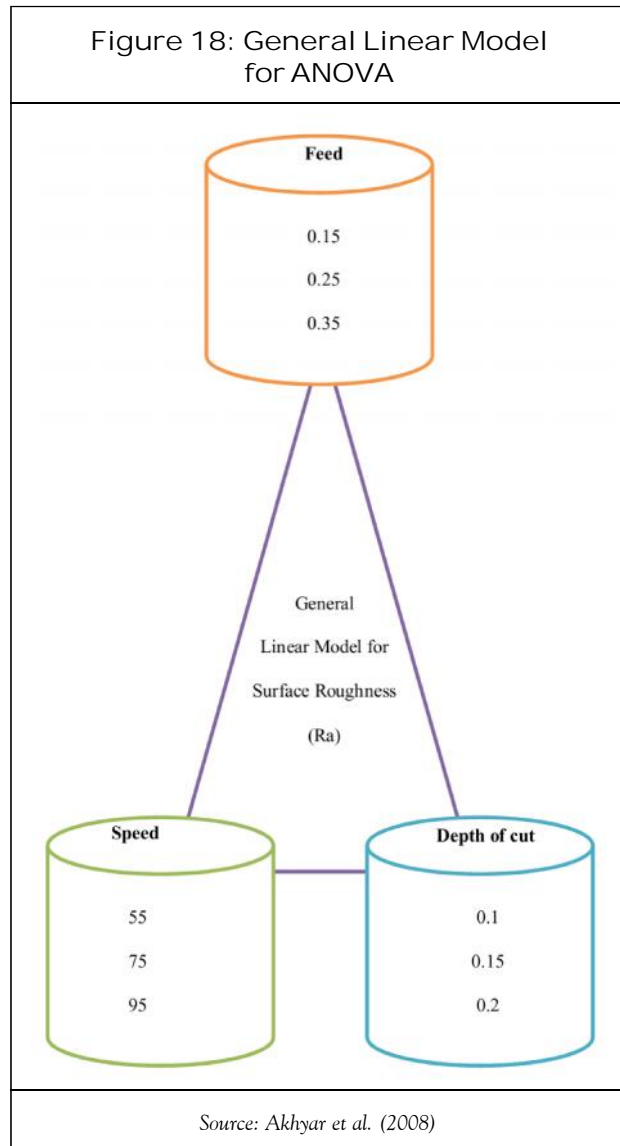 Figure 18: General Linear Model
for ANOVA
Feed
0.15
0.25
0.35
General
Linear Model for
Surface Roughness
(Ra)
Speed
55
75
95
Depth of cut
0.1
0.15
0.2
Source: Akhyar et al. (2008)